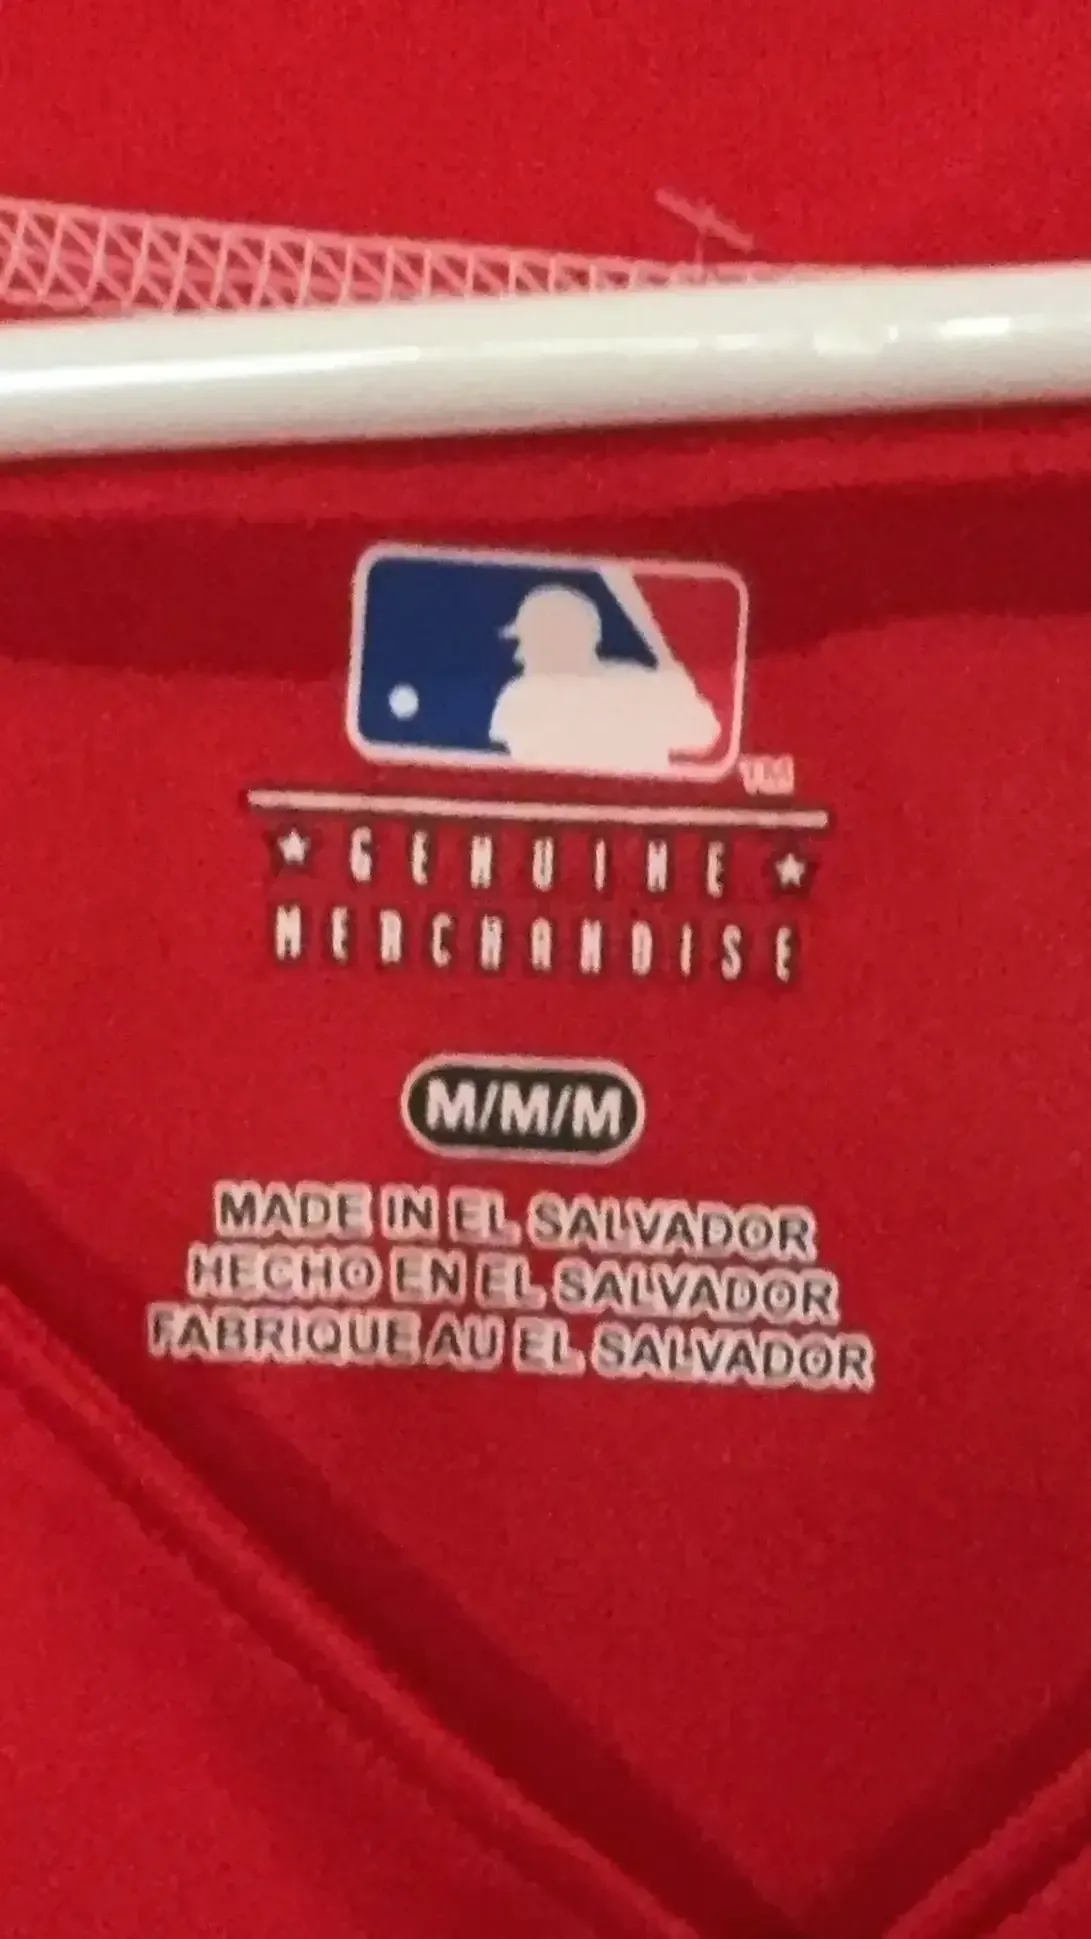 TM
★ GENUINE ★
MERCHANDISE
M/M/M
MADE IN EL SALVADOR
HECHO EN EL SALVADOR
FABRIQUE AU EL SALVADOR